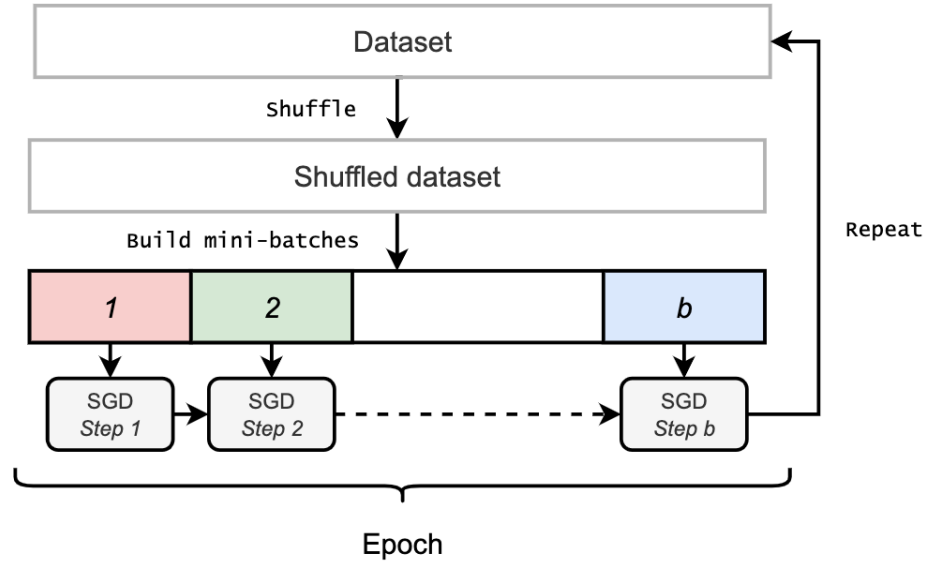 Dataset
Shuffle
Shuffled dataset
Build mini-batches
Repeat
1
2
b
SGD
Step 1
SGD
Step 2
SGD
Step b
Epoch